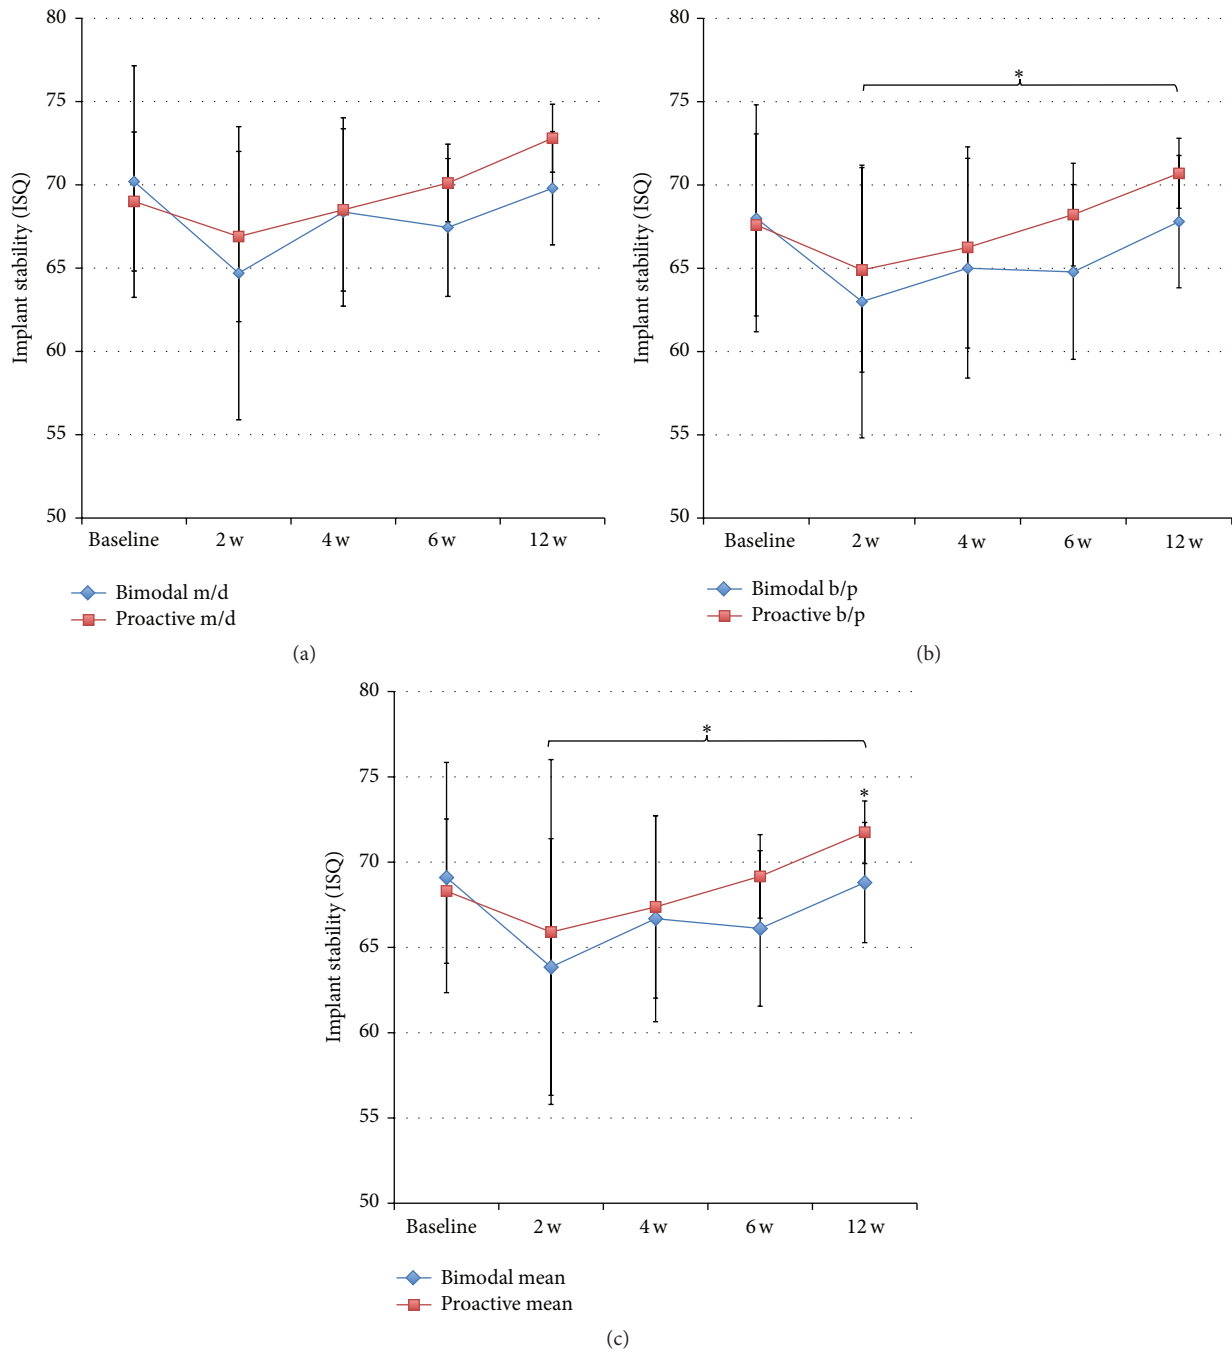 80
75
70
65
60
55
50
Implant stability (ISQ)
Baseline
2 w
4 w
6 w
12 w
Bimodal m/d
Proactive m/d
(a)
80
75
70
65
60
55
50
Implant stability (ISQ)
*
Baseline
2 w
4 w
6 w
12 w
Bimodal b/p
Proactive b/p
(b)
80
75
70
65
60
55
50
Implant stability (ISQ)
*
*
Baseline
2 w
4 w
6 w
12 w
Bimodal mean
Proactive mean
(c)